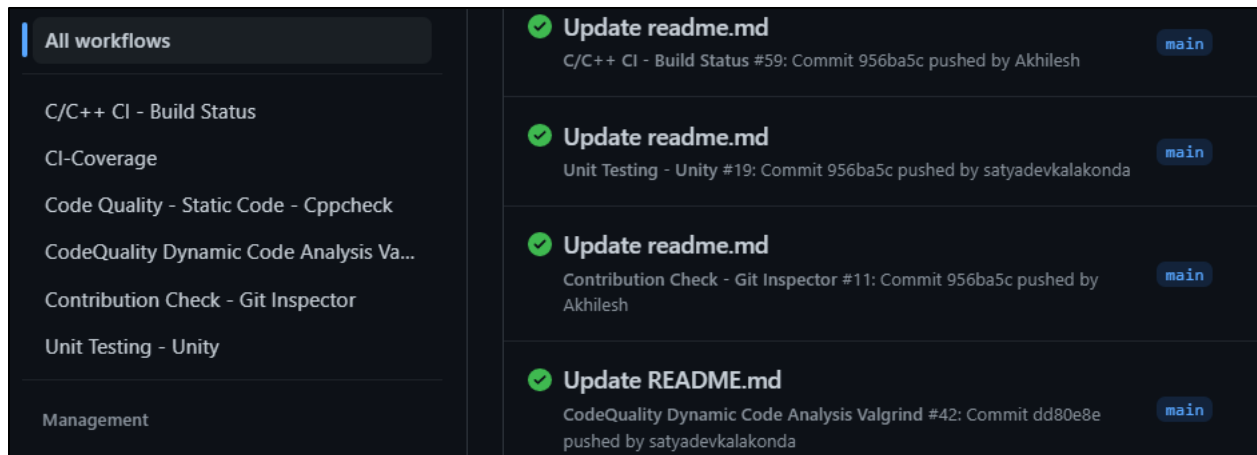 All workflows
C/C++ CI - Build Status
CI-Coverage
Code Quality - Static Code - Cppcheck
CodeQuality Dynamic Code Analysis Va...
Contribution Check - Git Inspector
Unit Testing - Unity
Management
Update readme.md
main
C/C++ CI - Build Status #59: Commit 956ba5c pushed by Akhilesh
Update readme.md
main
Unit Testing - Unity #19: Commit 956ba5c pushed by satyadevkalakonda
Update readme.md
main
Contribution Check - Git Inspector #11: Commit 956ba5c pushed by
Akhilesh
Update README.md
main
CodeQuality Dynamic Code Analysis Valgrind #42: Commit dd80e8e
pushed by satyadevkalakonda